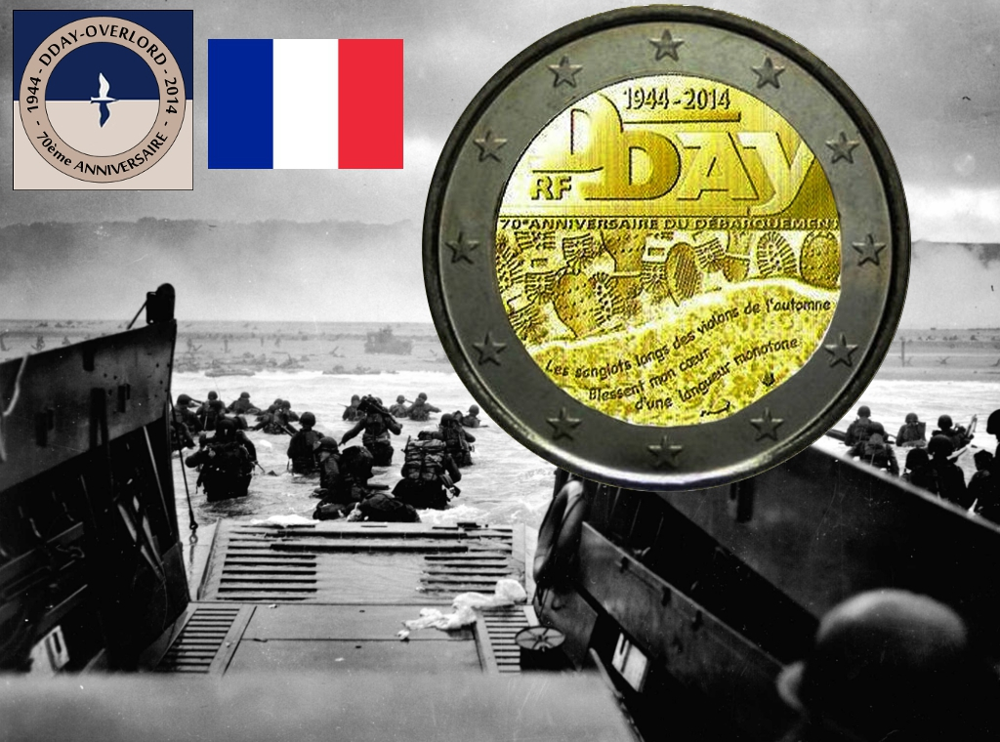 1944 - DDAY-OVERLORD - 2014 -
70ème ANNIVERSAIRE
1944-2014
D DAY
RF
70e ANNIVERSAIRE DU DÉBARQUEMENT
Les sanglots longs des violons de l'automne
Blessent mon cœur
d'une langueur monotone